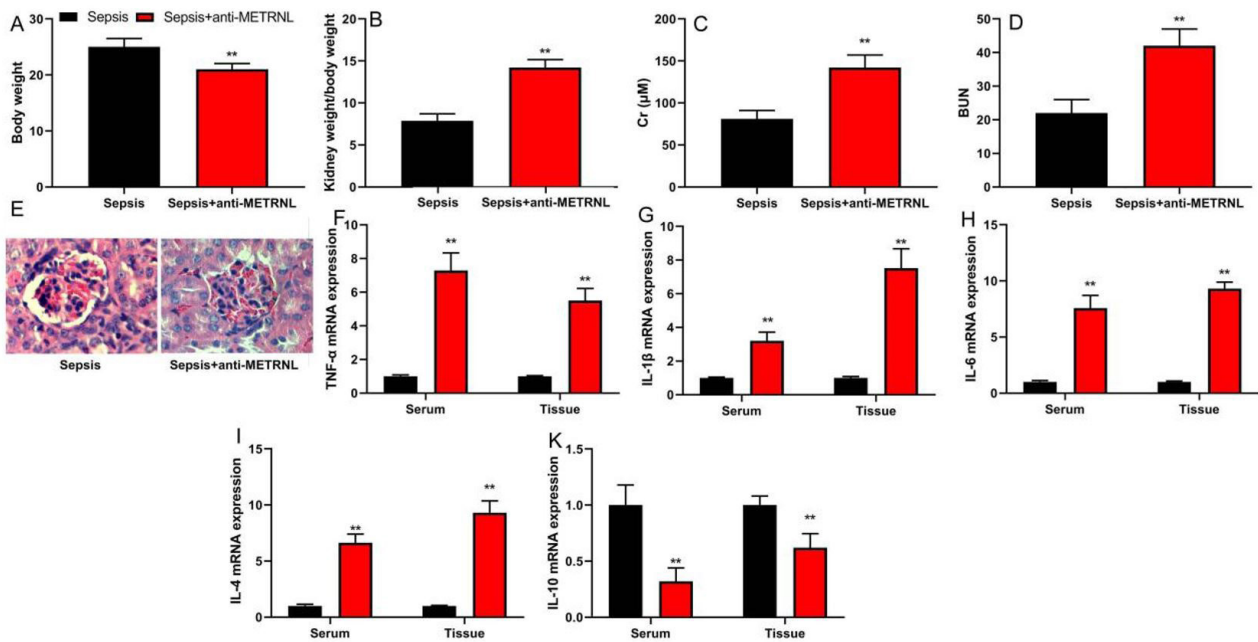 A
Sepsis
Sepsis+anti-METRNL
Body weight
30
20
10
0
**
Sepsis
Sepsis+anti-METRNL
B
Kidney weight/body weight
20
15
10
5
0
**
Sepsis
Sepsis+anti-METRNL
C
Cr (μM)
200
150
100
50
0
**
Sepsis
Sepsis+anti-METRNL
D
BUN
50
40
30
20
10
0
**
Sepsis
Sepsis+anti-METRNL
E
Sepsis
Sepsis+anti-METRNL
F
TNF-α mRNA expression
10
8
6
4
2
0
**
**
Serum
Tissue
G
IL-1β mRNA expression
10
8
6
4
2
0
**
**
Serum
Tissue
H
IL-6 mRNA expression
15
10
5
0
**
**
Serum
Tissue
I
IL-4 mRNA expression
15
10
5
0
**
**
Serum
Tissue
K
IL-10 mRNA expression
1.5
1.0
0.5
0.0
**
**
Serum
Tissue